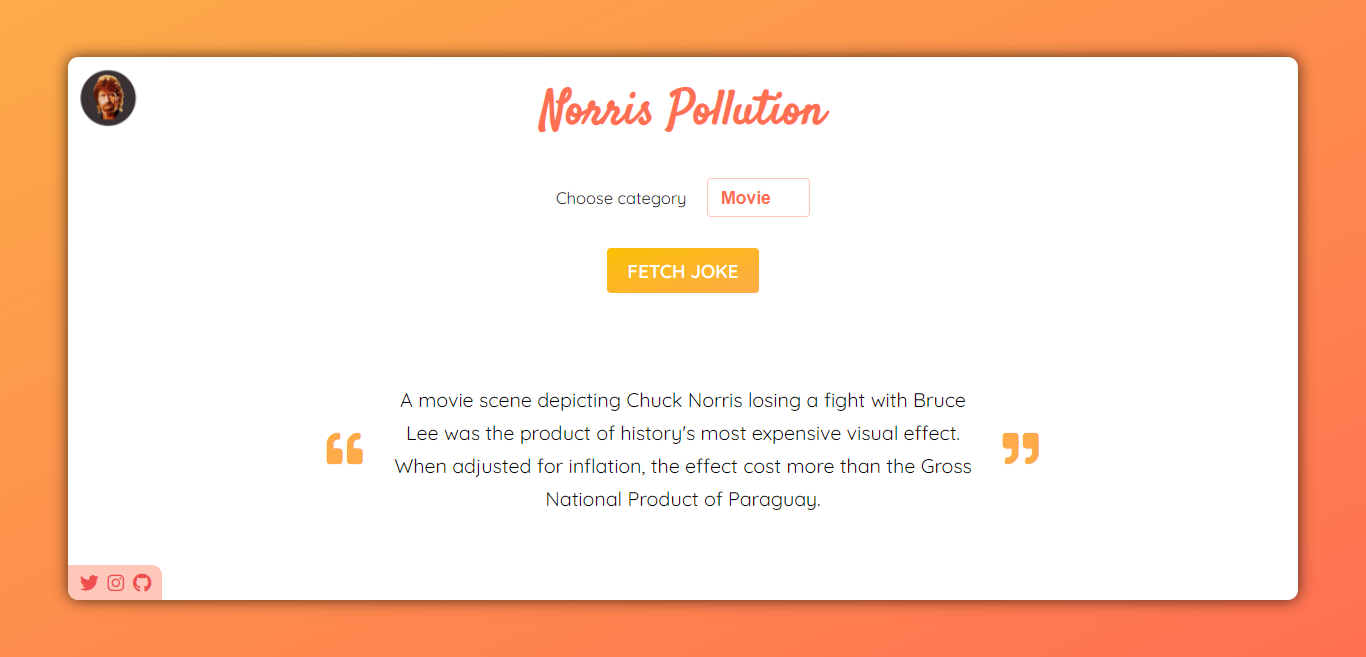 Norris Pollution
Choose category
Movie
FETCH JOKE
A movie scene depicting Chuck Norris losing a fight with Bruce
Lee was the product of history's most expensive visual effect.
When adjusted for inflation, the effect cost more than the Gross
National Product of Paraguay.